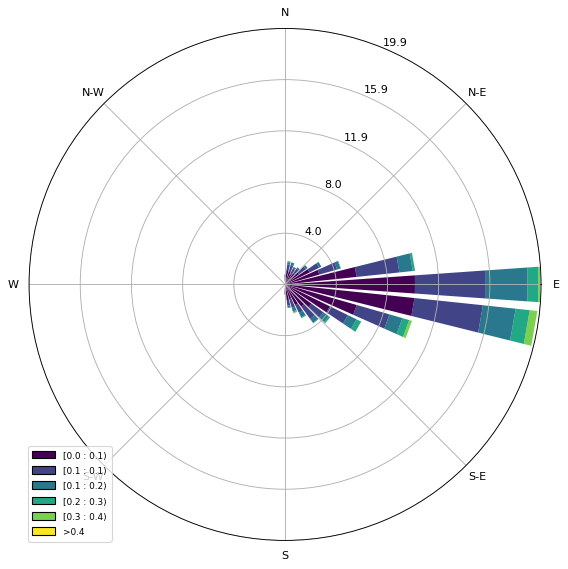 N
19.9
N-W
N-E
15.9
11.9
8.0
4.0
W
E
[0.0 : 0.1)
[0.1 : 0.1)
S-W
S-E
[0.1 : 0.2)
[0.2 : 0.3)
[0.3 : 0.4)
>0.4
S